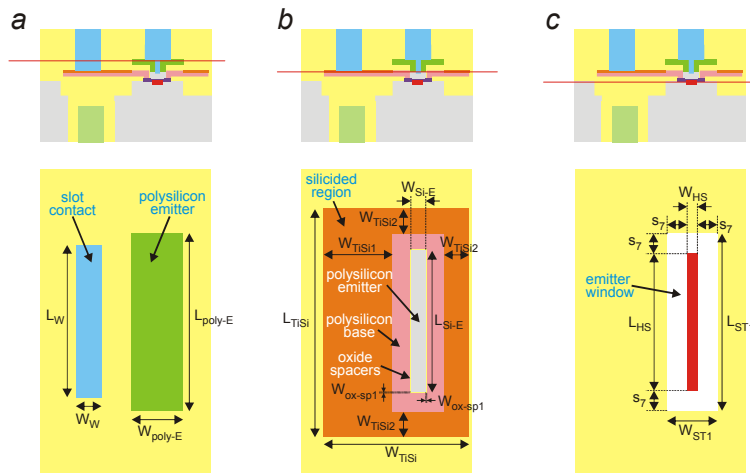 a
b
c
slot
contact
polysilicon
emitter
L_W
L_poly-E
W_W
W_poly-E
silicided
region
W_Si-E
W_TiSi2
W_TiSi1
W_TiSi2
polysilicon
emitter
L_TiSi
L_Si-E
polysilicon
base
oxide
spacers
W_ox-sp1
W_ox-sp1
W_TiSi2
W_TiSi
W_HS
s_7
s_7
s_7
emitter
window
L_HS
L_ST1
s_7
W_ST1